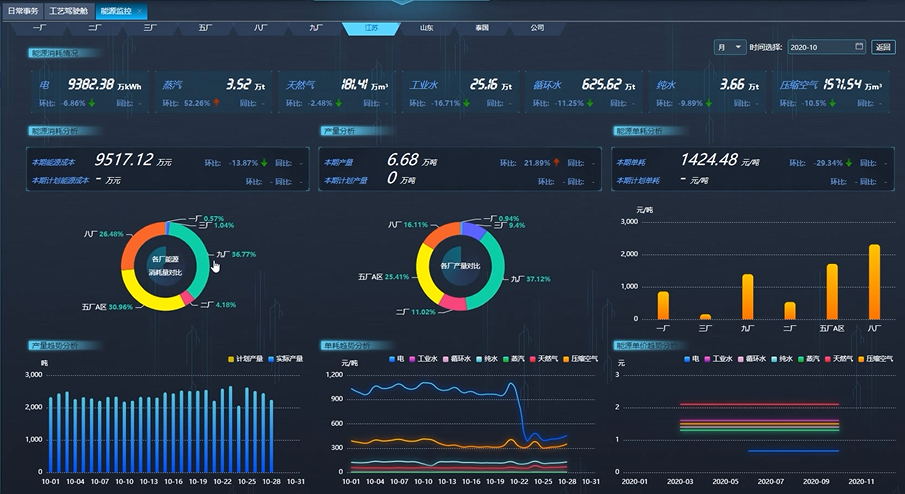 日常事务 工艺驾驶舱 能源监控 ×
一厂 二厂 三厂 五厂 八厂 九厂 江苏 山东 泰国 公司
能源消耗情况 月 时间选择: 2020-10 返回
电 9382.38 万kWh 蒸汽 3.52 万t 天然气 181.41 万m³ 工业水 25.16 万t 循环水 625.62 万t 纯水 3.66 万t 压缩空气 1571.54 万m³
环比: -6.86% 同比: - 环比: 52.26% 同比: - 环比: -2.48% 同比: - 环比: -16.71% 同比: - 环比: -11.25% 同比: - 环比: -9.89% 同比: - 环比: -10.5% 同比: -
能源消耗分析 产量分析 能源单耗分析
本期能源成本 9517.12 万元 环比: -13.87% 同比: - 本期产量 6.68 万吨 环比: 21.89% 同比: - 本期单耗 1424.48 元/吨 环比: -29.34% 同比: -
本期计划能源成本 - 万元 环比: - 同比: - 本期计划产量 0 万吨 环比: - 同比: - 本期计划单耗 - 元/吨 环比: - 同比: -
各厂能源
消耗量对比
一厂 0.57%
三厂 1.04%
九厂 36.77%
二厂 4.18%
五厂A区 30.96%
八厂 26.48%
各厂产量对比
一厂 0.94%
三厂 9.4%
九厂 37.12%
二厂 11.02%
五厂A区 25.41%
八厂 16.11%
元/吨
3,000
2,000
1,000
0
一厂 三厂 九厂 二厂 五厂A区 八厂
产量趋势分析
计划产量 实际产量
吨
3,000
2,000
1,000
0
10-01 10-04 10-07 10-10 10-13 10-16 10-19 10-22 10-25 10-28 10-31
单耗趋势分析
电 工业水 循环水 纯水 蒸汽 天然气 压缩空气
元/吨
1,200
900
600
300
0
10-01 10-04 10-07 10-10 10-13 10-16 10-19 10-22 10-25 10-28 10-31
能源单价趋势分析
电 工业水 循环水 纯水 蒸汽 天然气 压缩空气
元
3
2
1
0
2020-01 2020-03 2020-05 2020-07 2020-09 2020-11